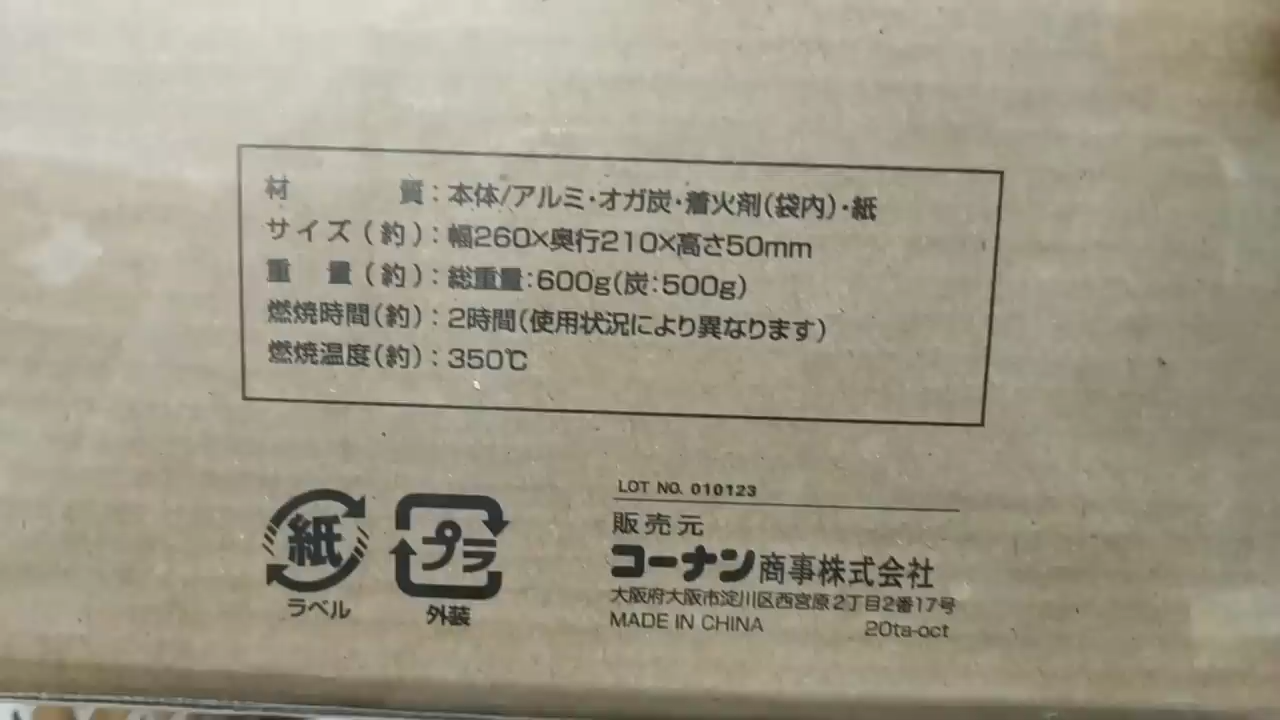 材 質：本体/アルミ・オガ炭・着火剤(袋内)・紙
サイズ(約)：幅260×奥行210×高さ50mm
重 量(約)：総重量：600g(炭：500g)
燃焼時間(約)：2時間(使用状況により異なります)
燃焼温度(約)：350℃
LOT NO. 010123
販売元
コーナン商事株式会社
大阪府大阪市淀川区西宮原2丁目2番17号
MADE IN CHINA 20ta-oct
紙
ラベル
プラ
外装